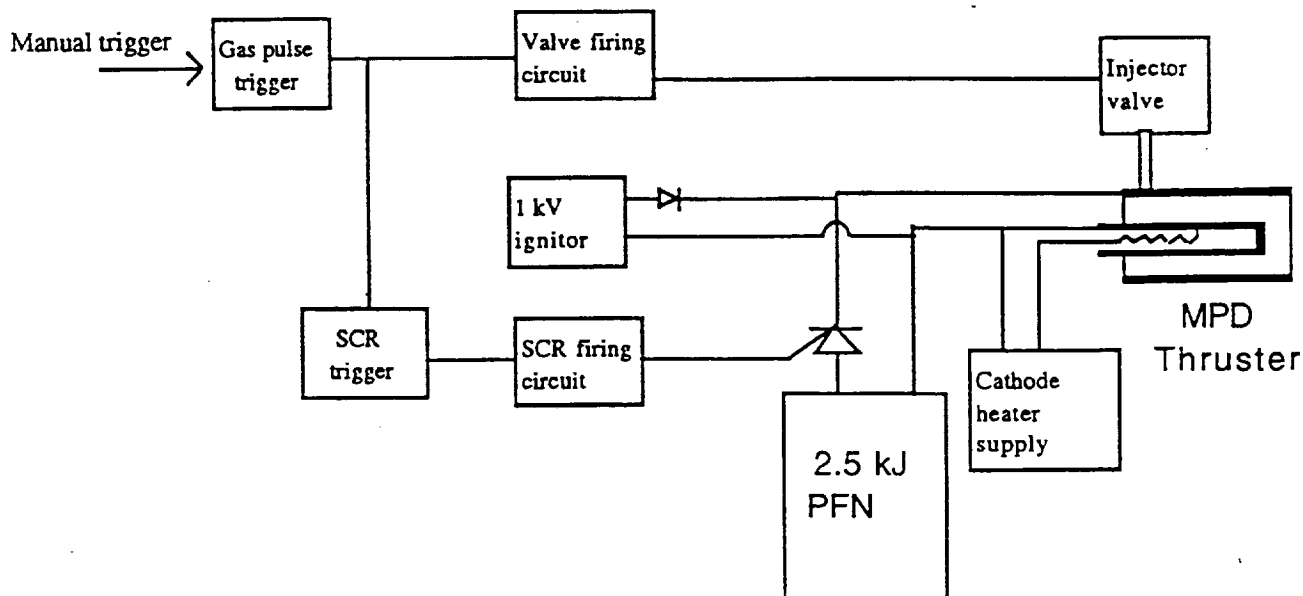 Manual trigger
Gas pulse
trigger
Valve firing
circuit
Injector
valve
1 kV
ignitor
SCR
trigger
SCR firing
circuit
MPD
Thruster
Cathode
heater
supply
2.5 kJ
PFN